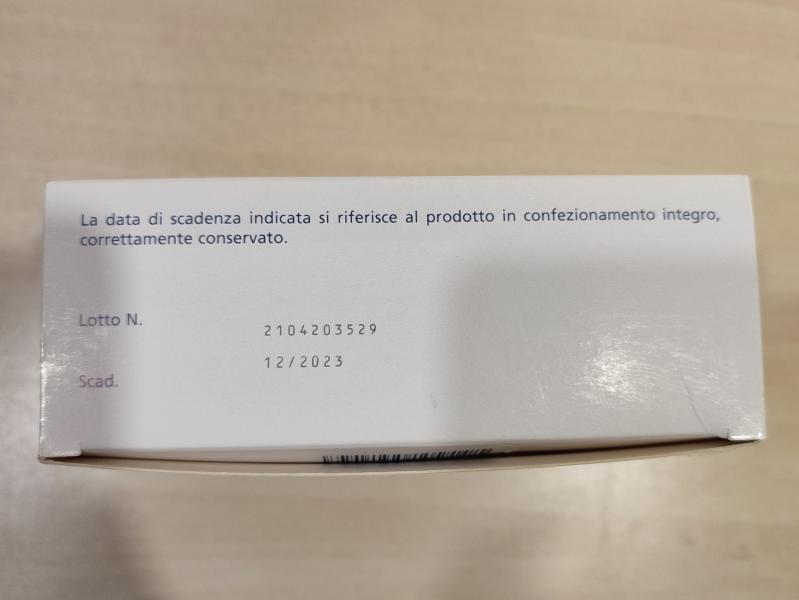 La data di scadenza indicata si riferisce al prodotto in confezionamento integro,
correttamente conservato.
Lotto N.
2104203529
12/2023
Scad.